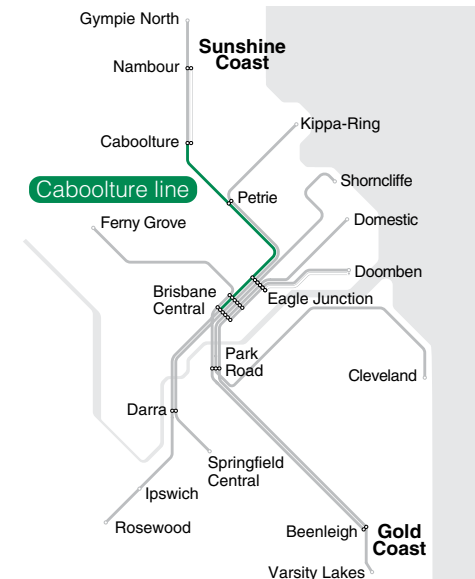 Gympie North
Sunshine
Coast
Nambour
Kippa-Ring
Caboolture
Shorncliffe
Caboolture line
Petrie
Ferny Grove
Domestic
Doomben
Brisbane
Central
Eagle Junction
Park
Road
Cleveland
Darra
Springfield
Central
Ipswich
Rosewood
Beenleigh
Gold
Coast
Varsity Lakes